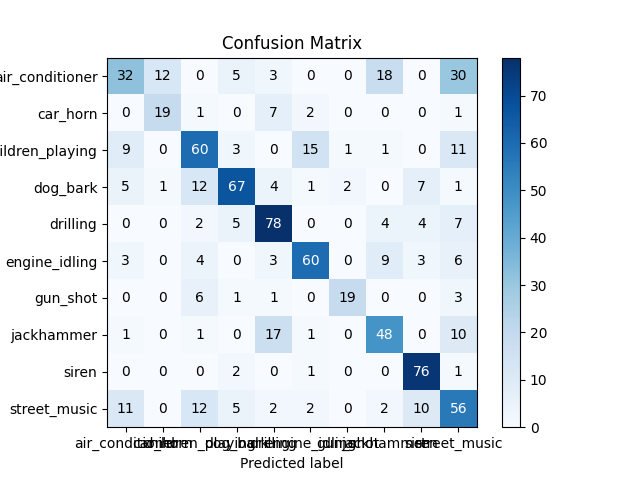 Confusion Matrix
air_conditioner 32 12 0 5 3 0 0 18 0 30
car_horn 0 19 1 0 7 2 0 0 0 1
ildren_playing 9 0 60 3 0 15 1 1 0 11
dog_bark 5 1 12 67 4 1 2 0 7 1
drilling 0 0 2 5 78 0 0 4 4 7
engine_idling 3 0 4 0 3 60 0 9 3 6
gun_shot 0 0 6 1 1 0 19 0 0 3
jackhammer 1 0 1 0 17 1 0 48 0 10
siren 0 0 0 2 0 1 0 0 76 1
street_music 11 0 12 5 2 2 0 2 10 56
70
60
50
40
30
20
10
0
Predicted label